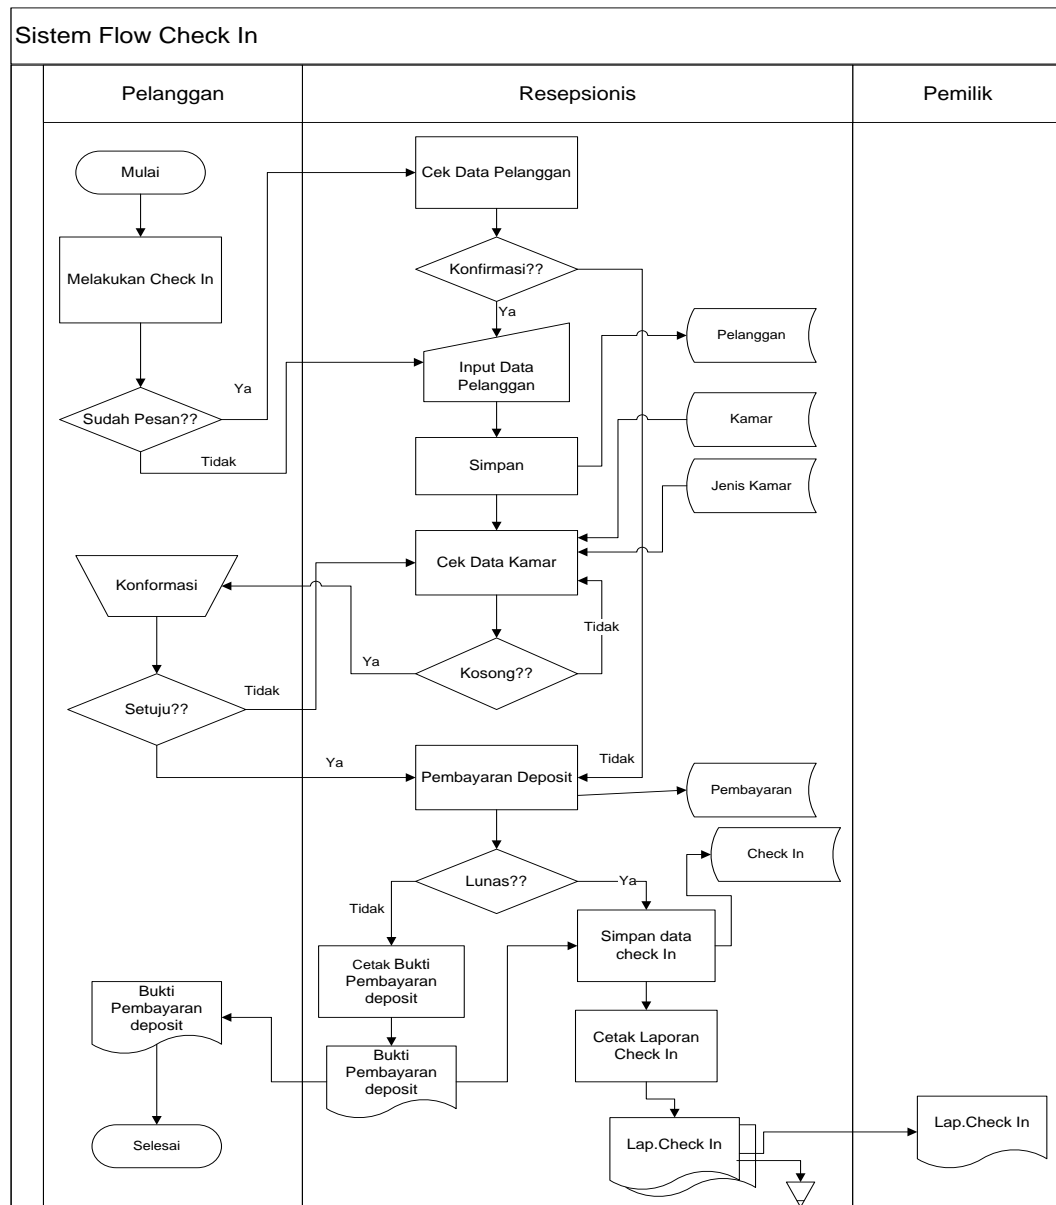 Sistem Flow Check In
Pelanggan
Resepsionis
Pemilik
Mulai
Cek Data Pelanggan
Melakukan Check In
Konfirmasi??
Ya
Pelanggan
Input Data
Pelanggan
Ya
Sudah Pesan??
Kamar
Tidak
Simpan
Jenis Kamar
Cek Data Kamar
Konformasi
Tidak
Ya
Kosong??
Tidak
Setuju??
Ya
Tidak
Pembayaran Deposit
Pembayaran
Check In
Lunas??
Ya
Tidak
Simpan data
check In
Cetak Bukti
Pembayaran
deposit
Bukti
Pembayaran
deposit
Cetak Laporan
Check In
Bukti
Pembayaran
deposit
Selesai
Lap.Check In
Lap.Check In